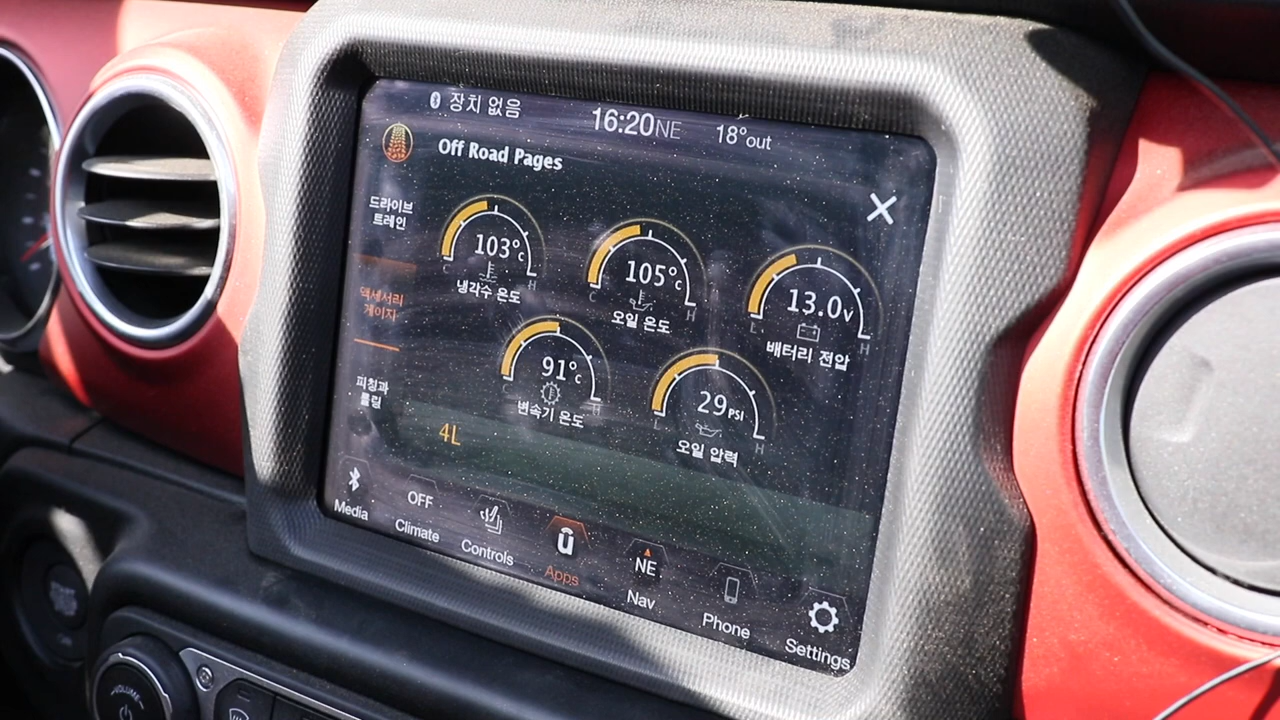 장치 없음
16:20 NE
18° out
Off Road Pages
드라이브
트레인
액세서리
게이지
피칭과
롤링
103°C
C H
냉각수 온도
105°C
C H
오일 온도
13.0V
L H
배터리 전압
91°C
C H
변속기 온도
29 PSI
L H
오일 압력
4L
Media
OFF
Climate
Controls
Apps
NE
Nav
Phone
Settings
VOLUME